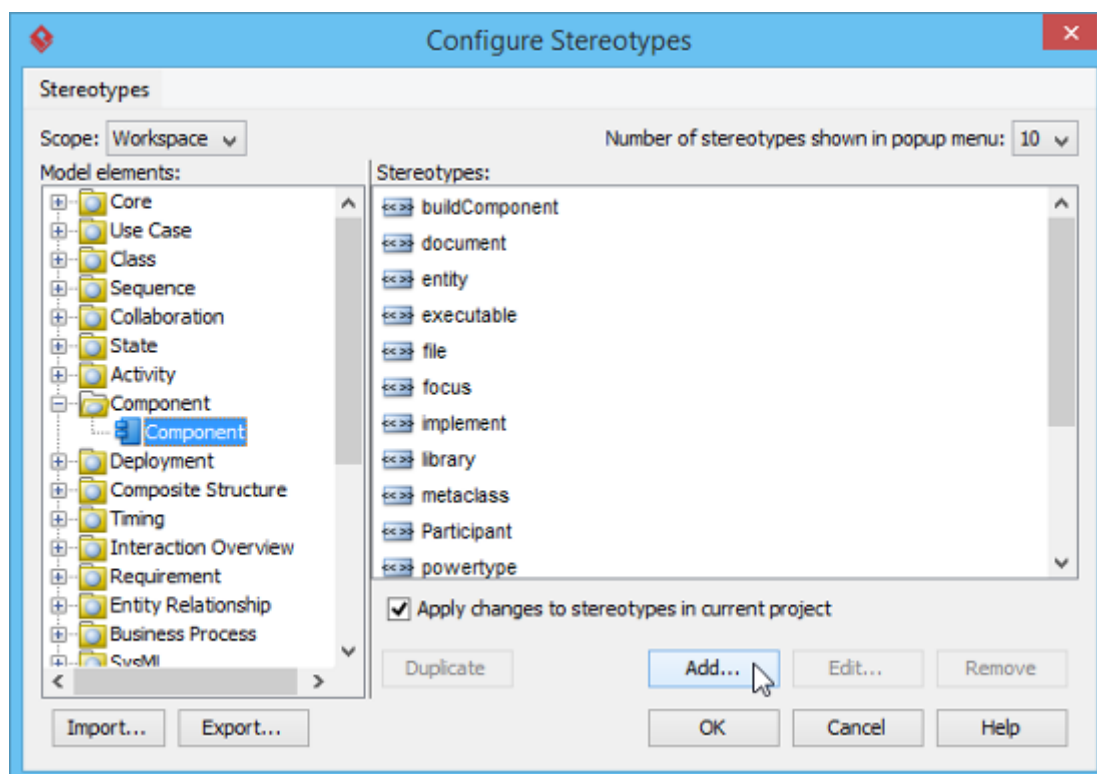 Configure Stereotypes
Stereotypes
Scope: Workspace Number of stereotypes shown in popup menu: 10
Model elements: Stereotypes:
Core
Use Case
Class
Sequence
Collaboration
State
Activity
Component
Component
Deployment
Composite Structure
Timing
Interaction Overview
Requirement
Entity Relationship
Business Process
SysML
buildComponent
document
entity
executable
file
focus
implement
library
metaclass
Participant
powertype
Apply changes to stereotypes in current project
Duplicate Add... Edit... Remove
Import... Export... OK Cancel Help